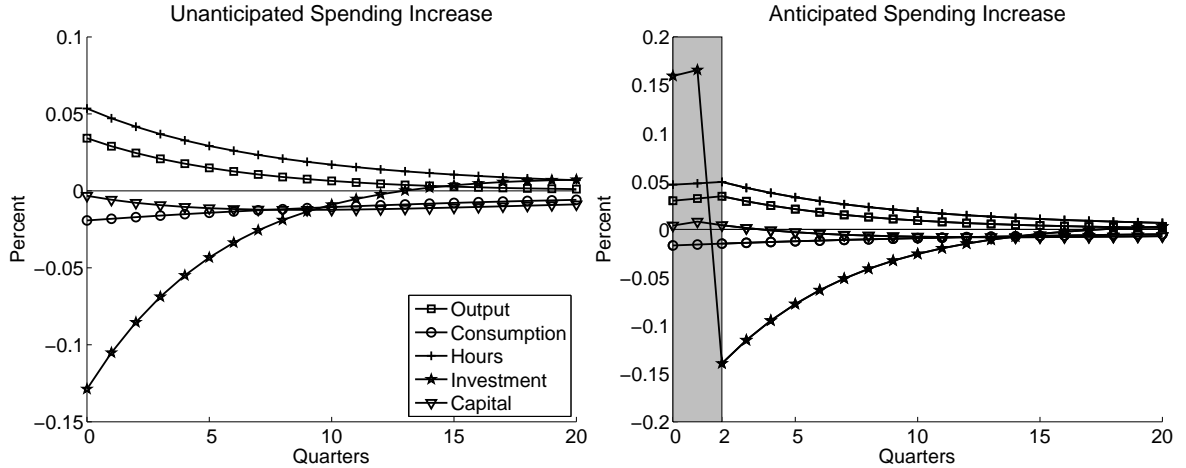 Unanticipated Spending Increase
0.1
0.05
0
−0.05
−0.1
−0.15
Percent
0
5
10
15
20
Quarters
Output
Consumption
Hours
Investment
Capital
Anticipated Spending Increase
0.2
0.15
0.1
0.05
0
−0.05
−0.1
−0.15
−0.2
Percent
0
2
5
10
15
20
Quarters